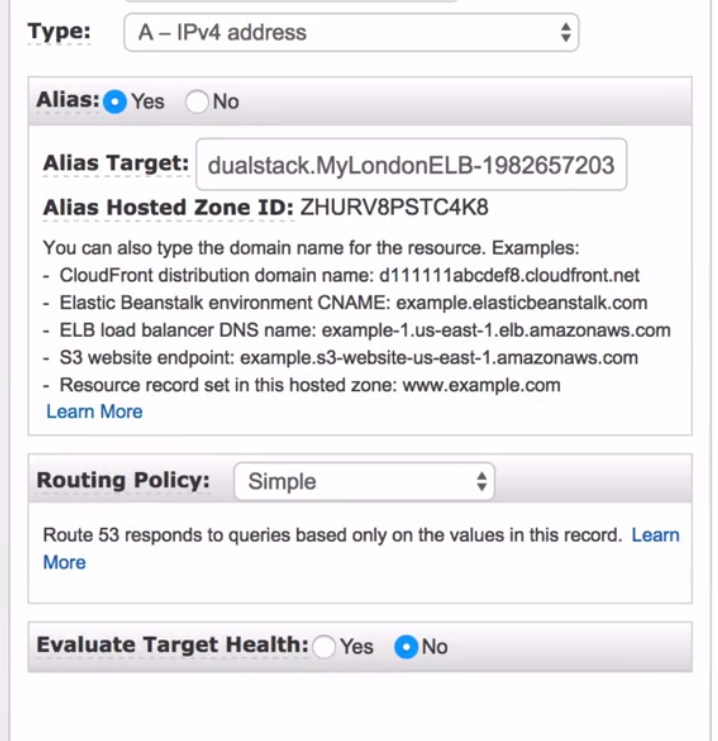 Type: A – IPv4 address
Alias: Yes No
Alias Target: dualstack.MyLondonELB-1982657203
Alias Hosted Zone ID: ZHURV8PSTC4K8
You can also type the domain name for the resource. Examples:
- CloudFront distribution domain name: d111111abcdef8.cloudfront.net
- Elastic Beanstalk environment CNAME: example.elasticbeanstalk.com
- ELB load balancer DNS name: example-1.us-east-1.elb.amazonaws.com
- S3 website endpoint: example.s3-website-us-east-1.amazonaws.com
- Resource record set in this hosted zone: www.example.com
Learn More
Routing Policy: Simple
Route 53 responds to queries based only on the values in this record. Learn
More
Evaluate Target Health: Yes No